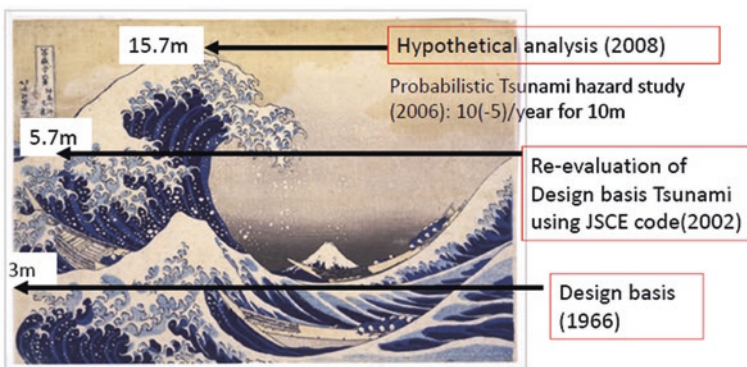 15.7m
Hypothetical analysis (2008)
Probabilistic Tsunami hazard study
(2006): 10(-5)/year for 10m
5.7m
Re-evaluation of
Design basis Tsunami
using JSCE code(2002)
3m
Design basis
(1966)